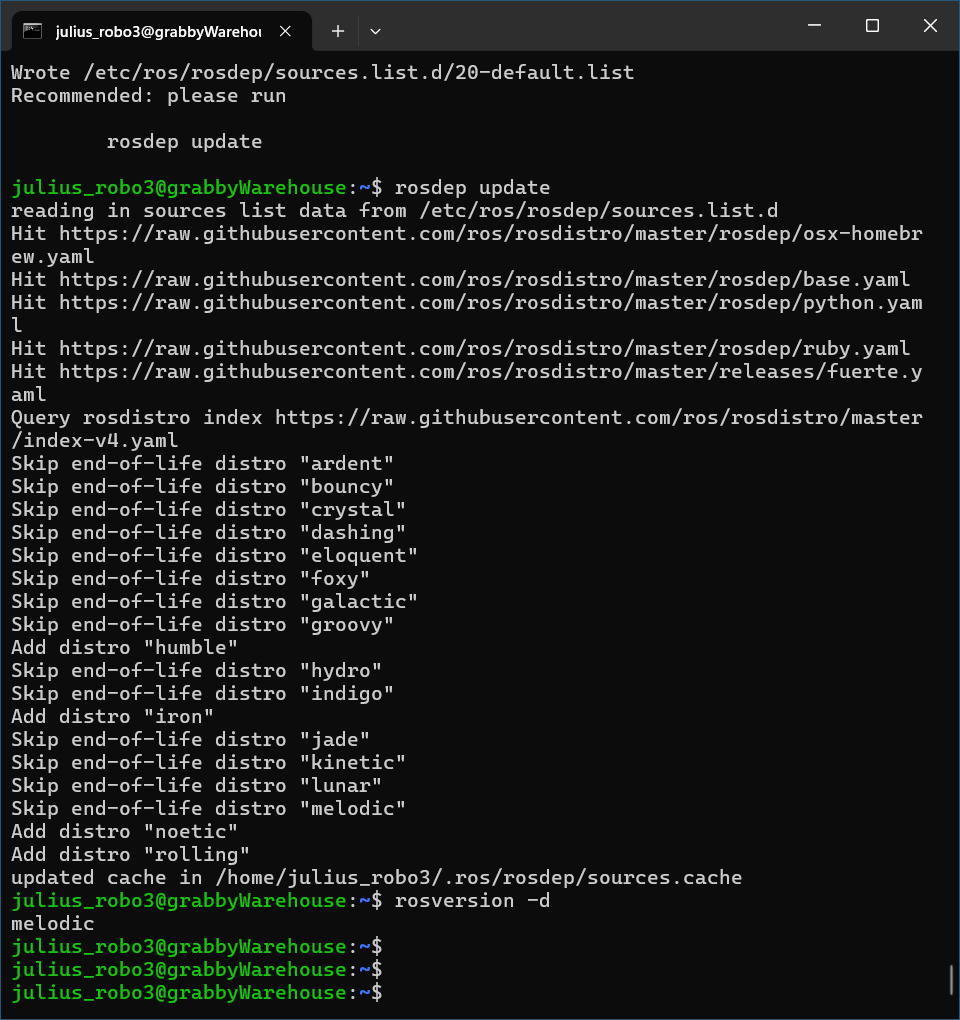 julius_robo3@grabbyWarehou
Wrote /etc/ros/rosdep/sources.list.d/20-default.list
Recommended: please run
rosdep update
julius_robo3@grabbyWarehouse:~$ rosdep update
reading in sources list data from /etc/ros/rosdep/sources.list.d
Hit https://raw.githubusercontent.com/ros/rosdistro/master/rosdep/osx-homebr
ew.yaml
Hit https://raw.githubusercontent.com/ros/rosdistro/master/rosdep/base.yaml
Hit https://raw.githubusercontent.com/ros/rosdistro/master/rosdep/python.yam
l
Hit https://raw.githubusercontent.com/ros/rosdistro/master/rosdep/ruby.yaml
Hit https://raw.githubusercontent.com/ros/rosdistro/master/releases/fuerte.y
aml
Query rosdistro index https://raw.githubusercontent.com/ros/rosdistro/master
/index-v4.yaml
Skip end-of-life distro "ardent"
Skip end-of-life distro "bouncy"
Skip end-of-life distro "crystal"
Skip end-of-life distro "dashing"
Skip end-of-life distro "eloquent"
Skip end-of-life distro "foxy"
Skip end-of-life distro "galactic"
Skip end-of-life distro "groovy"
Add distro "humble"
Skip end-of-life distro "hydro"
Skip end-of-life distro "indigo"
Add distro "iron"
Skip end-of-life distro "jade"
Skip end-of-life distro "kinetic"
Skip end-of-life distro "lunar"
Skip end-of-life distro "melodic"
Add distro "noetic"
Add distro "rolling"
updated cache in /home/julius_robo3/.ros/rosdep/sources.cache
julius_robo3@grabbyWarehouse:~$ rosversion -d
melodic
julius_robo3@grabbyWarehouse:~$
julius_robo3@grabbyWarehouse:~$
julius_robo3@grabbyWarehouse:~$